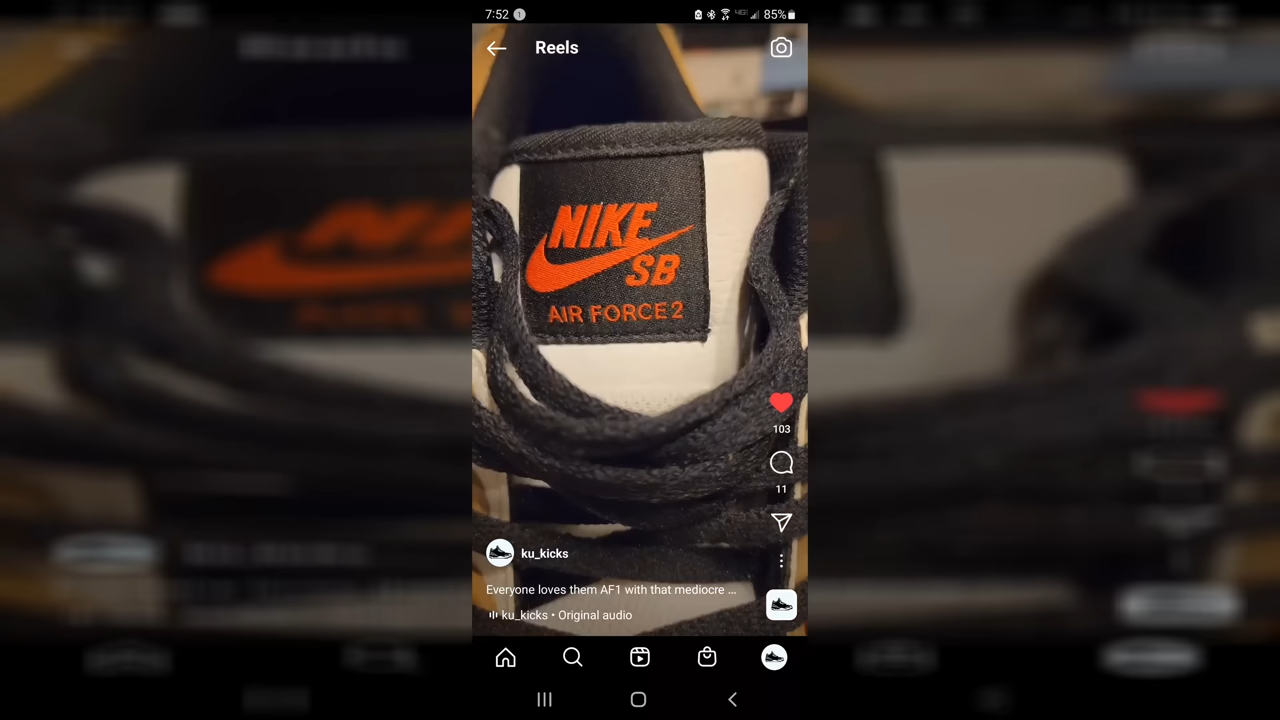 7:52 1 85%
Reels
NIKE
SB
AIR FORCE 2
103
11
ku_kicks
Everyone loves them AF1 with that mediocre ...
ku_kicks • Original audio